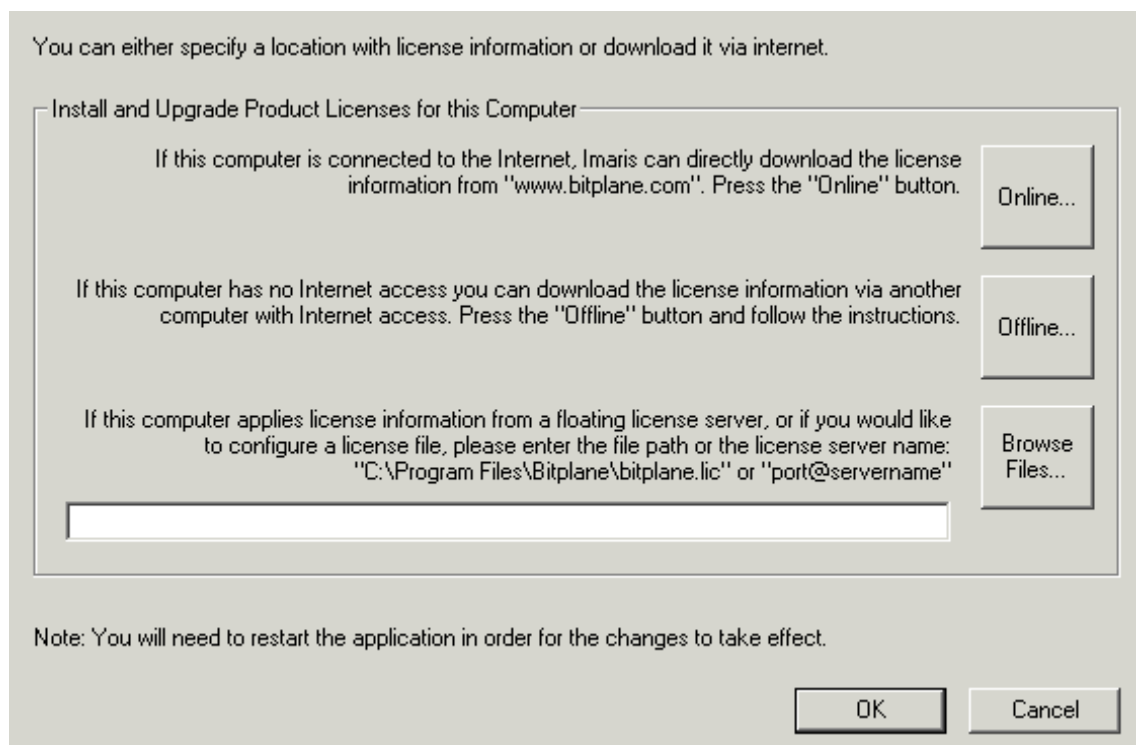 You can either specify a location with license information or download it via internet.
Install and Upgrade Product Licenses for this Computer
If this computer is connected to the Internet, Imaris can directly download the license
information from "www.bitplane.com". Press the "Online" button.
Online...
If this computer has no Internet access you can download the license information via another
computer with Internet access. Press the "Offline" button and follow the instructions.
Offline...
If this computer applies license information from a floating license server, or if you would like
to configure a license file, please enter the file path or the license server name:
"C:\Program Files\Bitplane\bitplane.lic" or "port@servername"
Browse
Files...
Note: You will need to restart the application in order for the changes to take effect.
OK
Cancel